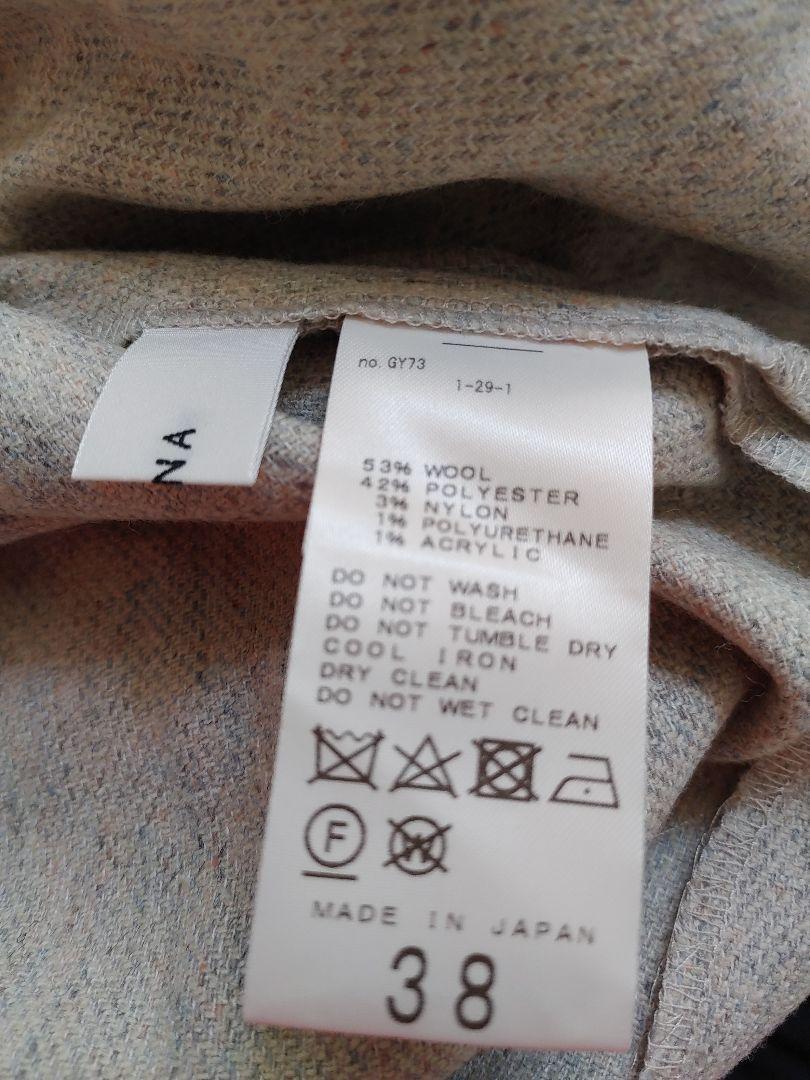 NA
no. GY73
1-29-1
53% WOOL
42% POLYESTER
3% NYLON
1% POLYURETHANE
1% ACRYLIC
DO NOT WASH
DO NOT BLEACH
DO NOT TUMBLE DRY
COOL IRON
DRY CLEAN
DO NOT WET CLEAN
F W
MADE IN JAPAN
38